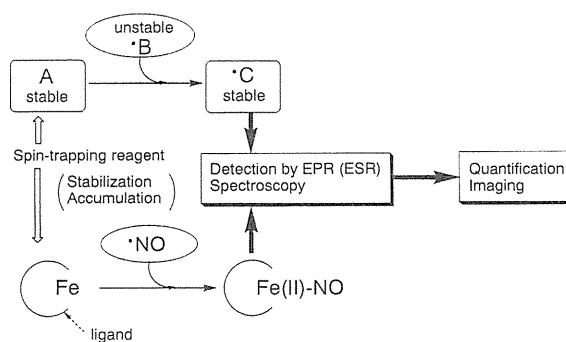 unstable
•B
A
stable
•C
stable
Spin-trapping reagent
(Stabilization
Accumulation)
Detection by EPR (ESR)
Spectroscopy
Quantification
Imaging
•NO
Fe
Fe(II)-NO
ligand